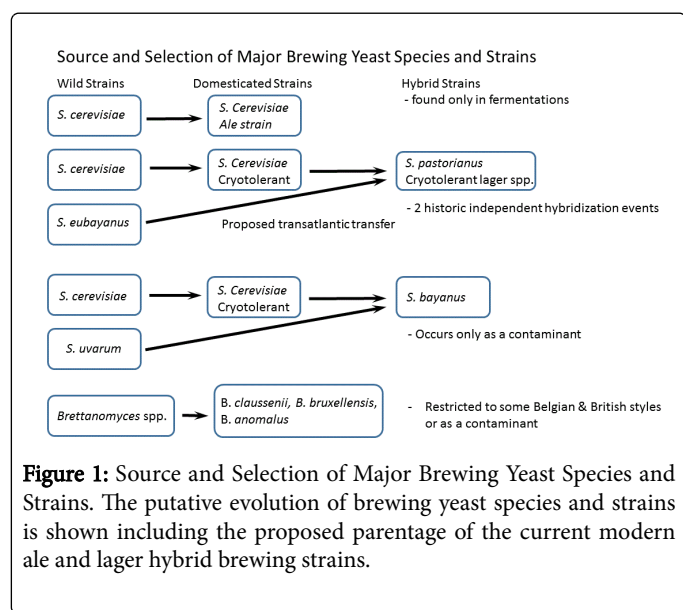 Source and Selection of Major Brewing Yeast Species and Strains
Wild Strains
Domesticated Strains
Hybrid Strains
- found only in fermentations
S. cerevisiae
S. Cerevisiae
Ale strain
S. cerevisiae
S. Cerevisiae
Cryotolerant
S. pastorianus
Cryotolerant lager spp.
S. eubayanus
Proposed transatlantic transfer
- 2 historic independent hybridization events
S. cerevisiae
S. Cerevisiae
Cryotolerant
S. bayanus
S. uvarum
- Occurs only as a contaminant
Brettanomyces spp.
B. claussenii, B. bruxellensis,
B. anomalus
- Restricted to some Belgian & British styles
or as a contaminant
Figure 1: Source and Selection of Major Brewing Yeast Species and
Strains. The putative evolution of brewing yeast species and strains
is shown including the proposed parentage of the current modern
ale and lager hybrid brewing strains.